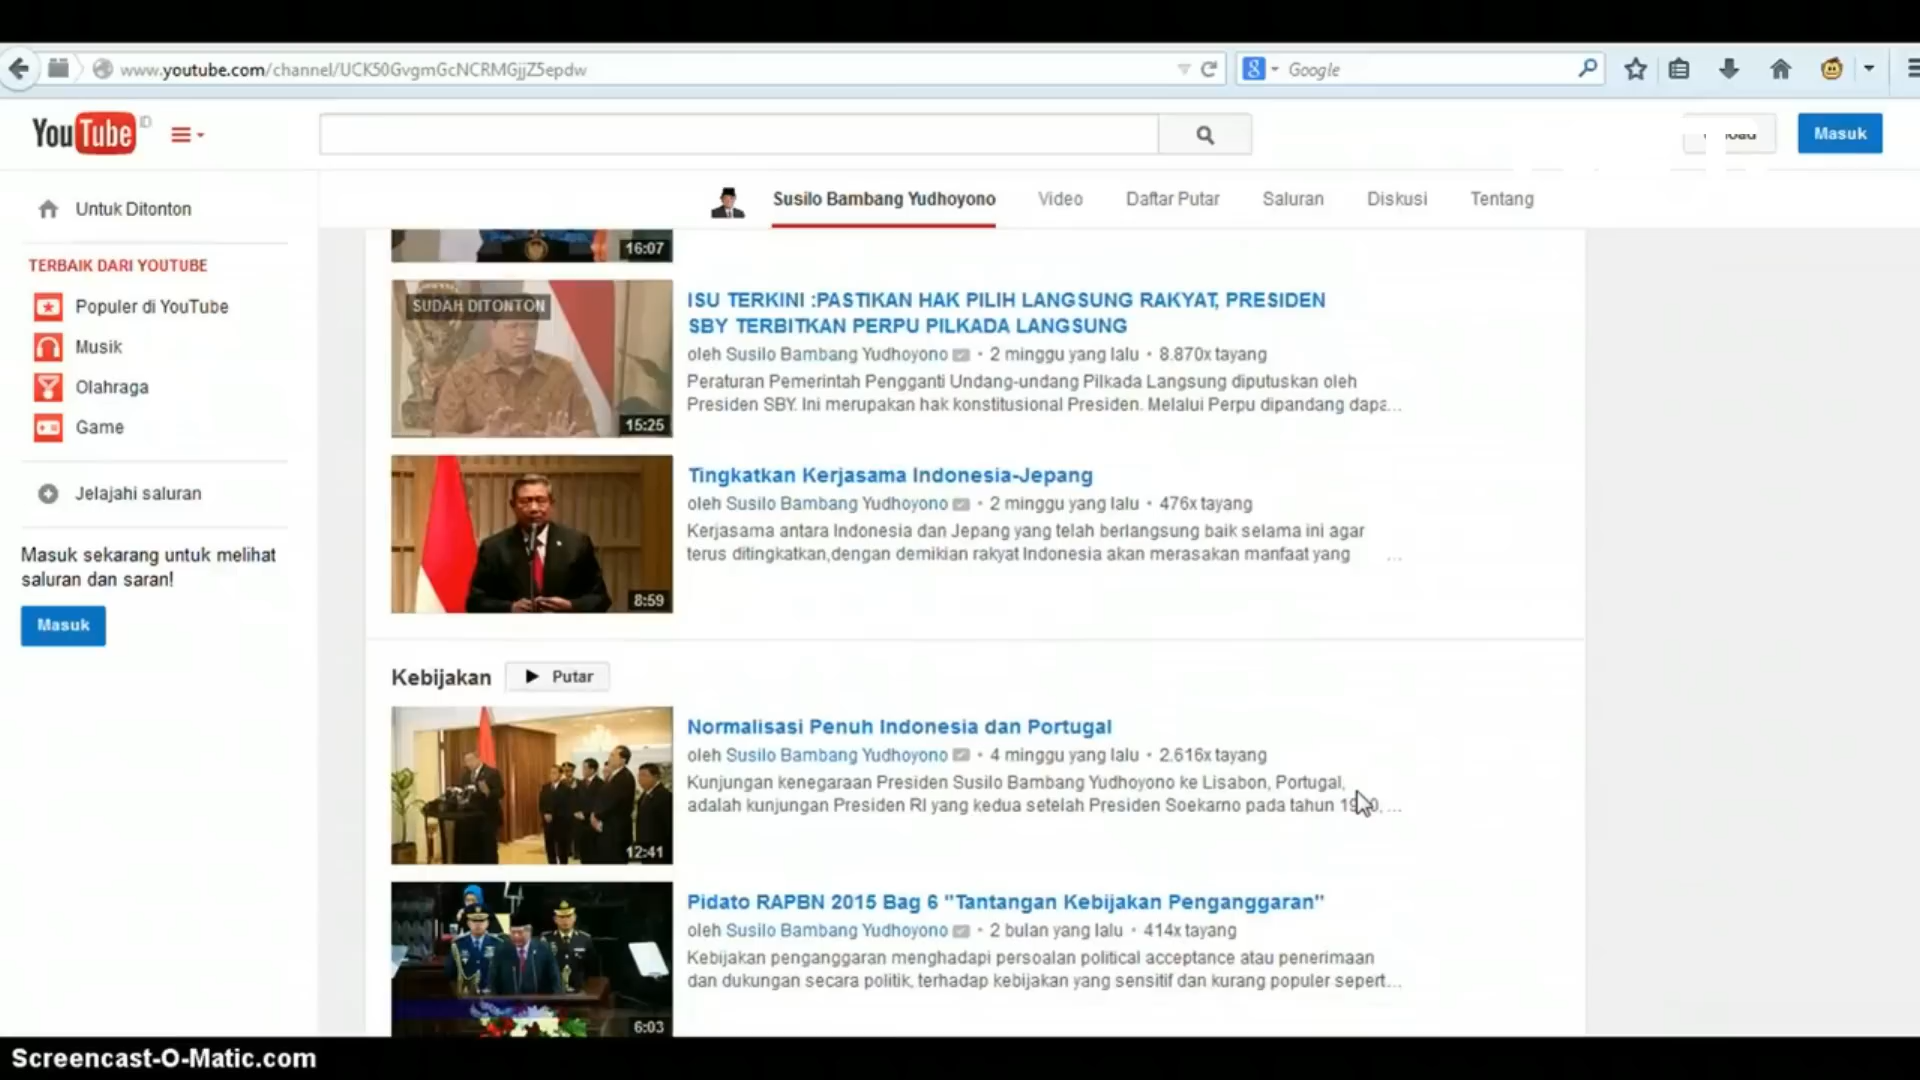 www.youtube.com/channel/UCK50GvgmGcNCRMGjjZ5epdw
Google
YouTube ID
Masuk
Untuk Ditonton
TERBAIK DARI YOUTUBE
Populer di YouTube
Musik
Olahraga
Game
Jelajahi saluran
Masuk sekarang untuk melihat
saluran dan saran!
Masuk
Susilo Bambang Yudhoyono Video Daftar Putar Saluran Diskusi Tentang
16:07
SUDAH DITONTON
15:25
ISU TERKINI :PASTIKAN HAK PILIH LANGSUNG RAKYAT, PRESIDEN
SBY TERBITKAN PERPU PILKADA LANGSUNG
oleh Susilo Bambang Yudhoyono • 2 minggu yang lalu • 8.870x tayang
Peraturan Pemerintah Pengganti Undang-undang Pilkada Langsung diputuskan oleh
Presiden SBY. Ini merupakan hak konstitusional Presiden. Melalui Perpu dipandang dapa...
8:59
Tingkatkan Kerjasama Indonesia-Jepang
oleh Susilo Bambang Yudhoyono • 2 minggu yang lalu • 476x tayang
Kerjasama antara Indonesia dan Jepang yang telah berlangsung baik selama ini agar
terus ditingkatkan,dengan demikian rakyat Indonesia akan merasakan manfaat yang ...
Kebijakan Putar
12:41
Normalisasi Penuh Indonesia dan Portugal
oleh Susilo Bambang Yudhoyono • 4 minggu yang lalu • 2.616x tayang
Kunjungan kenegaraan Presiden Susilo Bambang Yudhoyono ke Lisabon, Portugal,
adalah kunjungan Presiden RI yang kedua setelah Presiden Soekarno pada tahun ...
6:03
Pidato RAPBN 2015 Bag 6 "Tantangan Kebijakan Penganggaran"
oleh Susilo Bambang Yudhoyono • 2 bulan yang lalu • 414x tayang
Kebijakan penganggaran menghadapi persoalan political acceptance atau penerimaan
dan dukungan secara politik, terhadap kebijakan yang sensitif dan kurang populer sepert...
Screencast-O-Matic.com